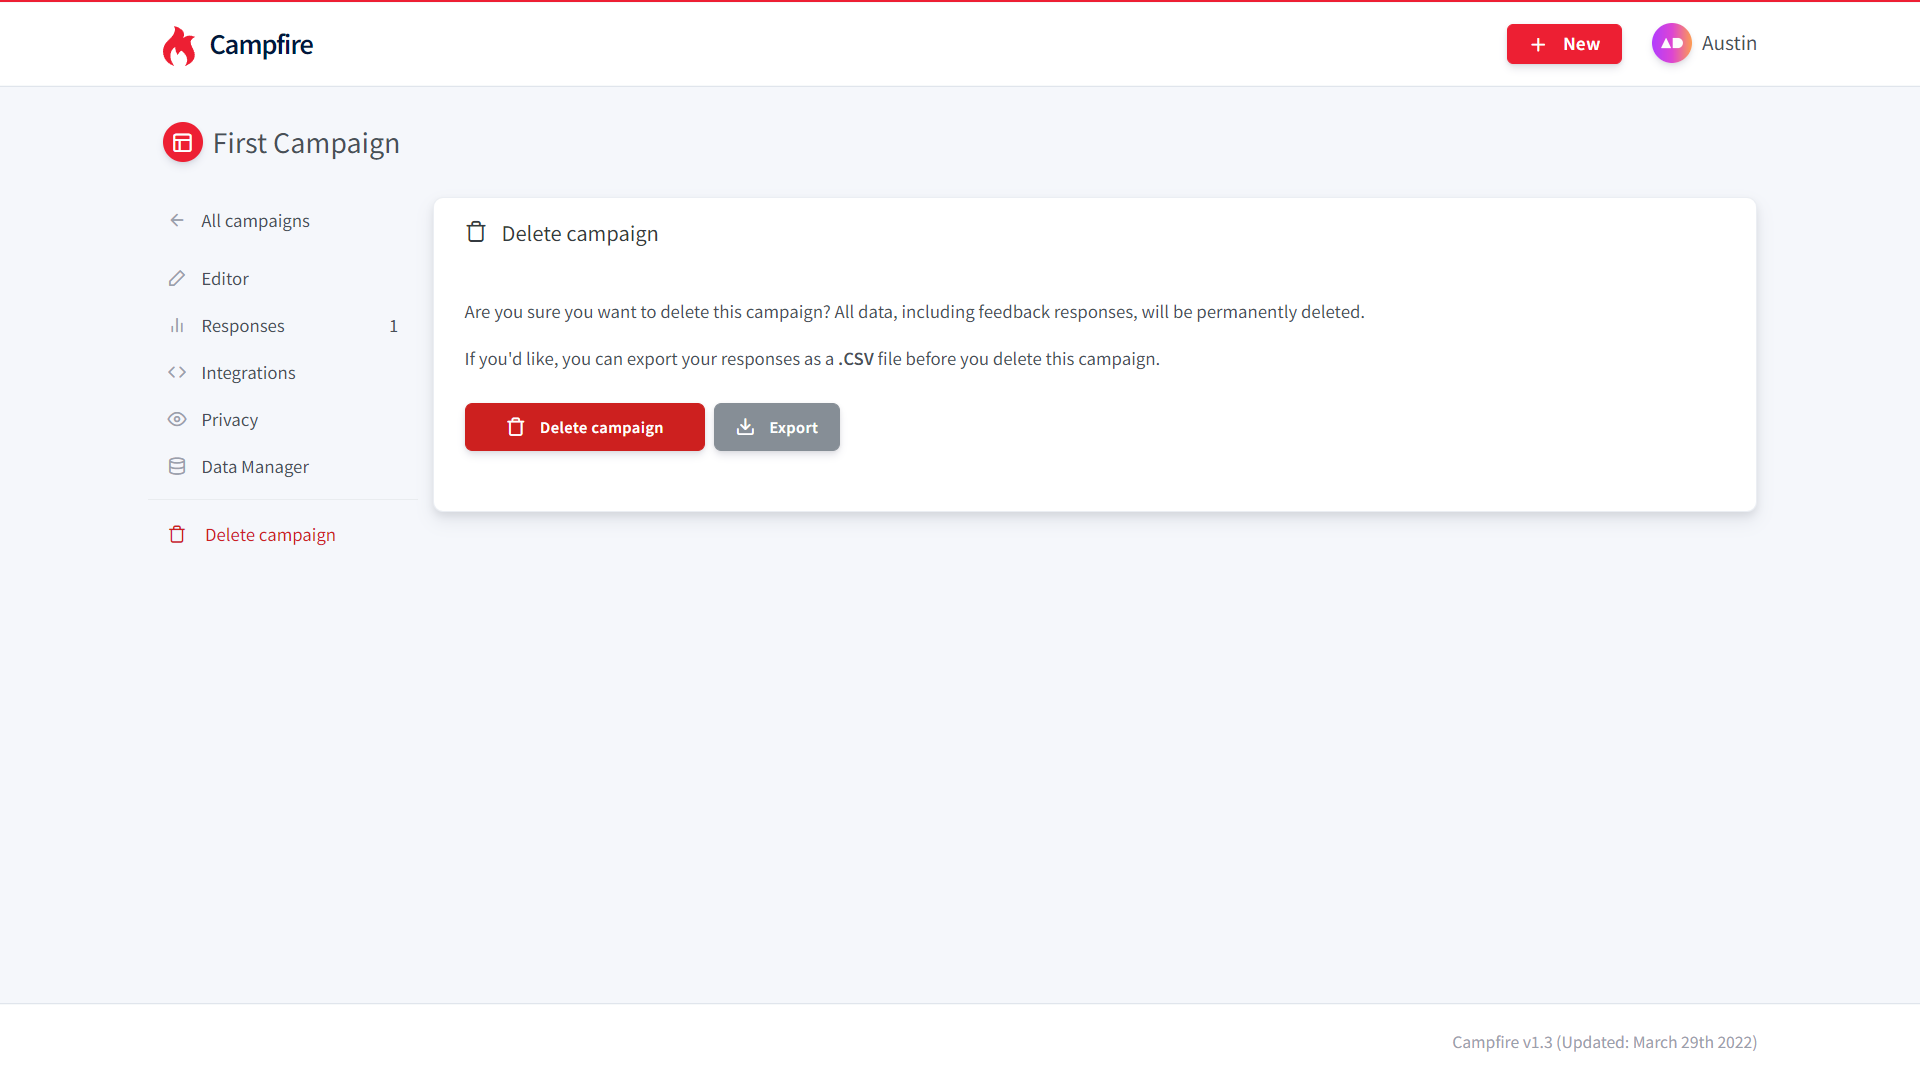 Campfire
New
AD
Austin
First Campaign
All campaigns
Editor
Responses 1
Integrations
Privacy
Data Manager
Delete campaign
Delete campaign
Are you sure you want to delete this campaign? All data, including feedback responses, will be permanently deleted.
If you'd like, you can export your responses as a .CSV file before you delete this campaign.
Delete campaign
Export
Campfire v1.3 (Updated: March 29th 2022)